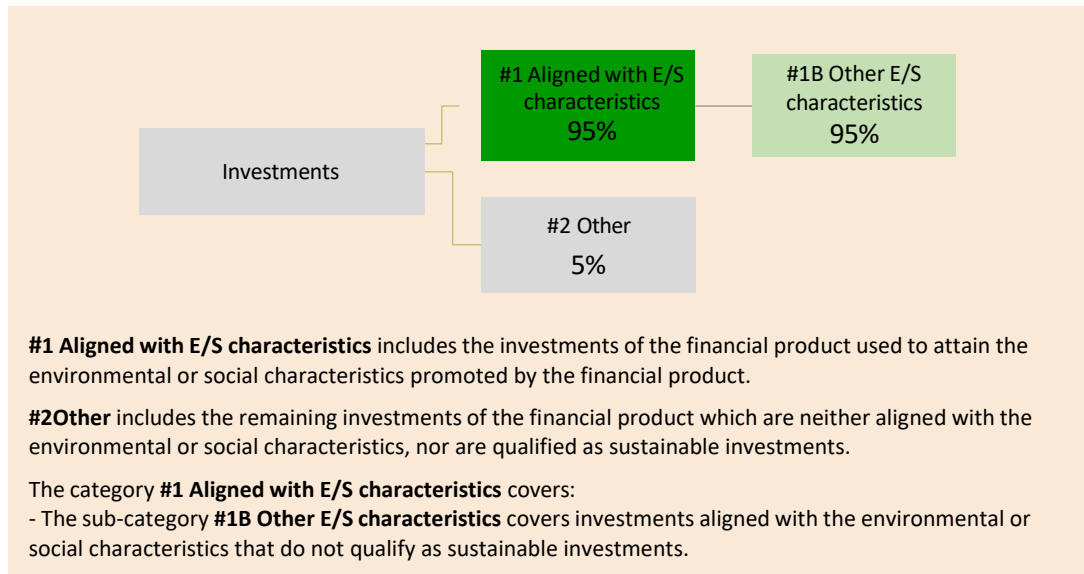 #1 Aligned with E/S
characteristics
95%
#1B Other E/S
characteristics
95%
Investments
#2 Other
5%
#1 Aligned with E/S characteristics includes the investments of the financial product used to attain the
environmental or social characteristics promoted by the financial product.
#2Other includes the remaining investments of the financial product which are neither aligned with the
environmental or social characteristics, nor are qualified as sustainable investments.
The category #1 Aligned with E/S characteristics covers:
- The sub-category #1B Other E/S characteristics covers investments aligned with the environmental or
social characteristics that do not qualify as sustainable investments.